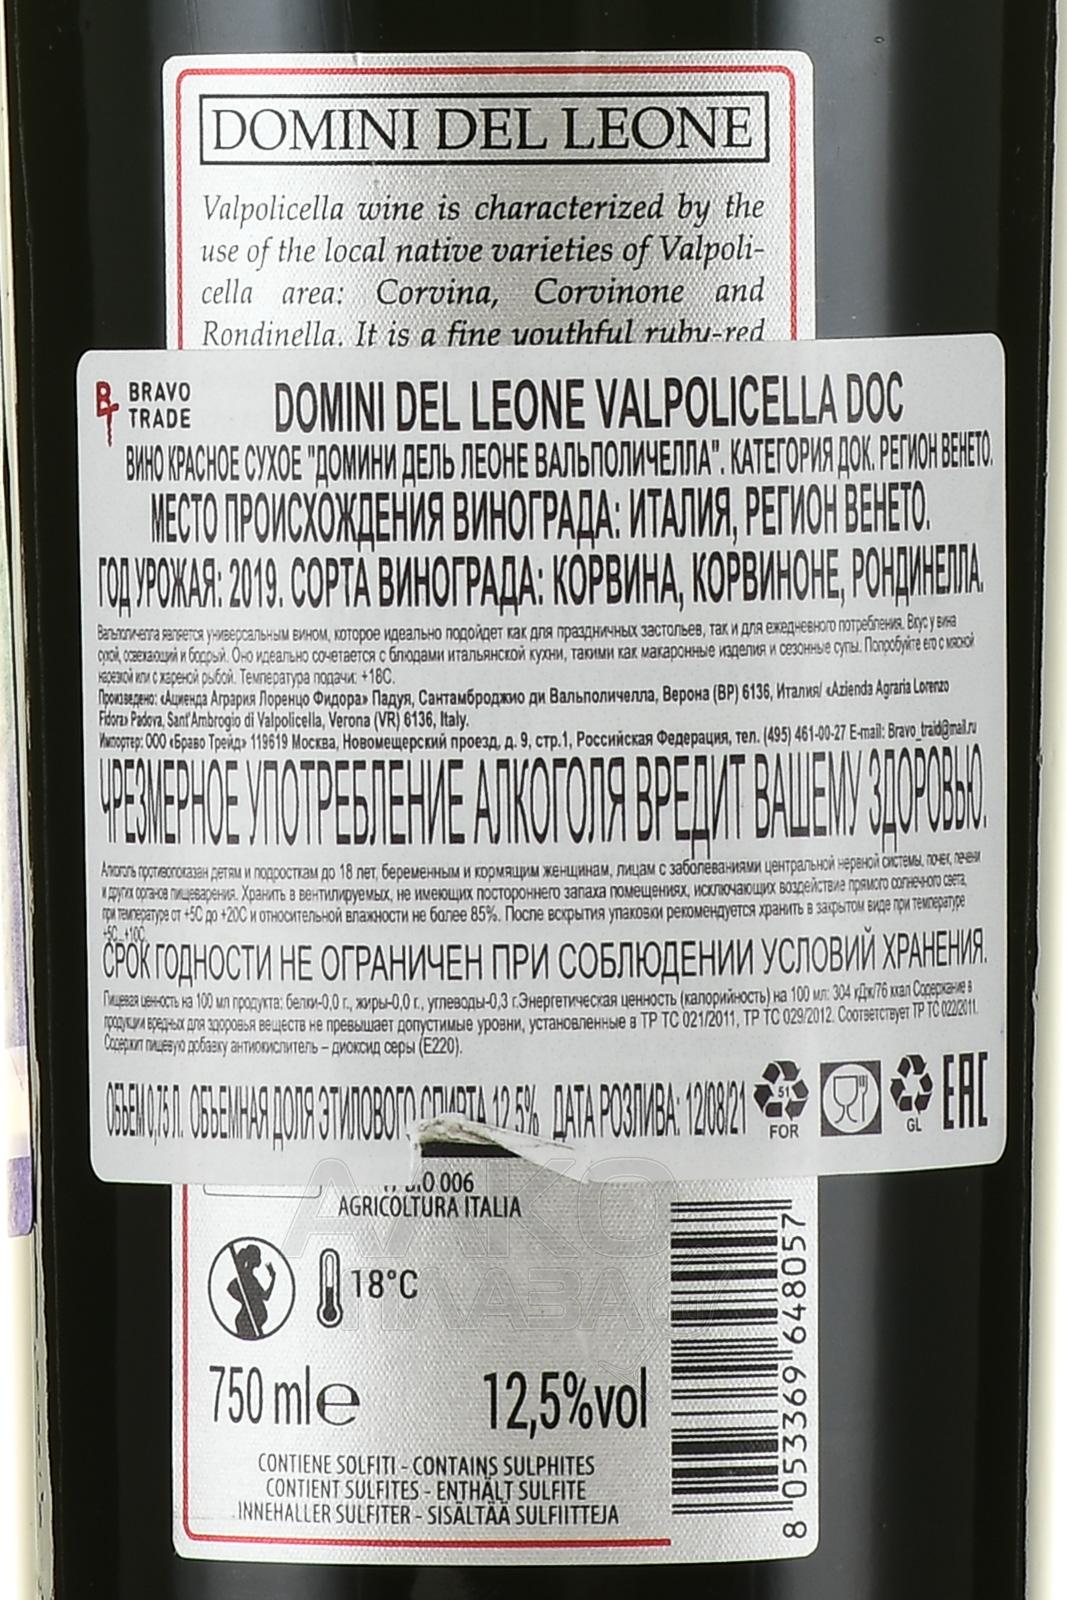 DOMINI DEL LEONE
Valpolicella wine is characterized by the
use of the local native varieties of Valpoli-
cella area: Corvina, Corvinone and
Rondinella. It is a fine youthful ruby-red
BRAVO
TRADE
DOMINI DEL LEONE VALPOLICELLA DOC
ВИНО КРАСНОЕ СУХОЕ "ДОМИНИ ДЕЛЬ ЛЕОНЕ ВАЛЬПОЛИЧЕЛЛА". КАТЕГОРИЯ ДОК. РЕГИОН ВЕНЕТО.
МЕСТО ПРОИСХОЖДЕНИЯ ВИНОГРАДА: ИТАЛИЯ, РЕГИОН ВЕНЕТО.
ГОД УРОЖАЯ: 2019. СОРТА ВИНОГРАДА: КОРВИНА, КОРВИНОНЕ, РОНДИНЕЛЛА.
Вальполичелла является универсальным вином, которое идеально подойдет как для праздничных застольев, так и для ежедневного потребления. Вкус у вина
сухой, освежающий и бодрый. Оно идеально сочетается с блюдами итальянской кухни, такими как макаронные изделия и сезонные супы. Попробуйте его с мясной
нарезкой или с жареной рыбой. Температура подачи: +18С.
Произведено: «Ациенда Аграриа Лоренцо Фидора» Падуя, Сантамброджио ди Вальполичелла, Верона (ВР) 6136, Италия/ «Azienda Agraria Lorenzo
Fidora» Padova, Sant'Ambrogio di Valpolicella, Verona (VR) 6136, Italy.
Импортер: ООО «Браво Трейд» 119619 Москва, Новомещерский проезд, д. 9, стр.1, Российская Федерация, тел. (495) 461-00-27 E-mail: Bravo_traid@mail.ru
ЧРЕЗМЕРНОЕ УПОТРЕБЛЕНИЕ АЛКОГОЛЯ ВРЕДИТ ВАШЕМУ ЗДОРОВЬЮ.
Алкоголь противопоказан детям и подросткам до 18 лет, беременным и кормящим женщинам, лицам с заболеваниями центральной нервной системы, почек, печени
и других органов пищеварения. Хранить в вентилируемых, не имеющих постороннего запаха помещениях, исключающих воздействие прямого солнечного света,
при температуре от +5С до +20С и относительной влажности не более 85%. После вскрытия упаковки рекомендуется хранить в закрытом виде при температуре
+5С...+10С.
СРОК ГОДНОСТИ НЕ ОГРАНИЧЕН ПРИ СОБЛЮДЕНИИ УСЛОВИЙ ХРАНЕНИЯ.
Пищевая ценность на 100 мл продукта: белки-0,0 г., жиры-0,0 г., углеводы-0,3 г.Энергетическая ценность (калорийность) на 100 мл: 304 кДж/76 ккал Содержание в
продукции вредных для здоровья веществ не превышает допустимые уровни, установленные в ТР ТС 021/2011, ТР ТС 029/2012. Соответствует ТР ТС 022/2011.
Содержит пищевую добавку антиокислитель – диоксид серы (E220).
ОБЪЕМ 0,75 Л. ОБЪЕМНАЯ ДОЛЯ ЭТИЛОВОГО СПИРТА 12,5% ДАТА РОЗЛИВА: 12/08/21
51
FOR
GL
EAC
IT BIO 006
AGRICOLTURA ITALIA
18°C
750 ml e
12,5%vol
CONTIENE SOLFITI - CONTAINS SULPHITES
CONTIENT SULFITES - ENTHÄLT SULFITE
INNEHALLER SULFITER - SISÄLTÄÄ SULFIITTEJA
8 053369 648057